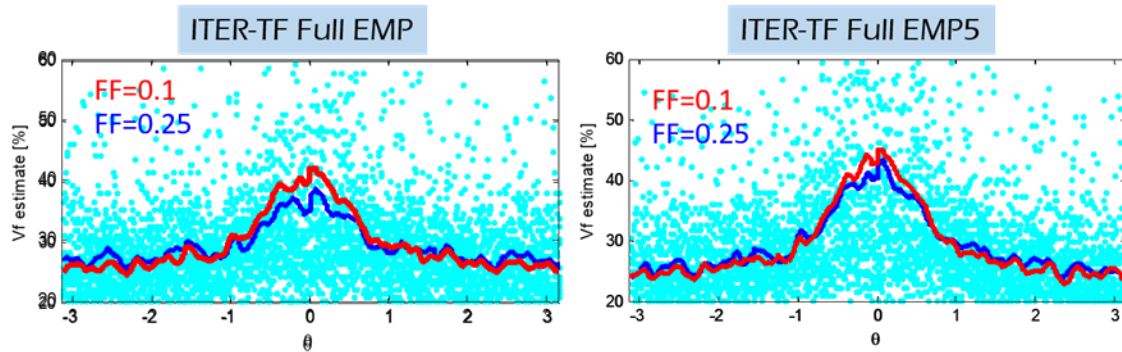 ITER-TF Full EMP
60
50
40
30
20
Vf estimate [%]
FF=0.1
FF=0.25
-3 -2 -1 0 1 2 3
θ
ITER-TF Full EMP5
60
50
40
30
20
Vf estimate [%]
FF=0.1
FF=0.25
-3 -2 -1 0 1 2 3
θ